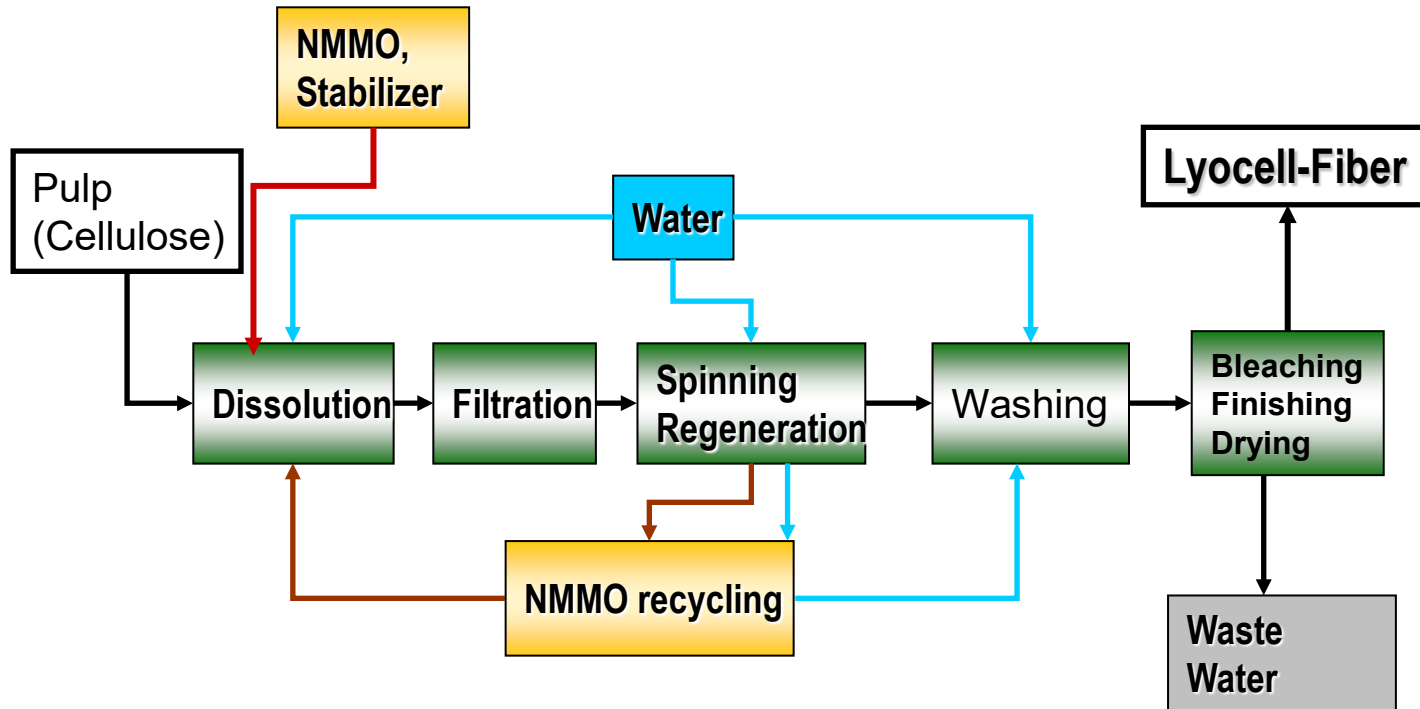 NMMO,
Stabilizer
Pulp
(Cellulose)
Water
Lyocell-Fiber
Dissolution
Filtration
Spinning
Regeneration
Washing
Bleaching
Finishing
Drying
NMMO recycling
Waste
Water